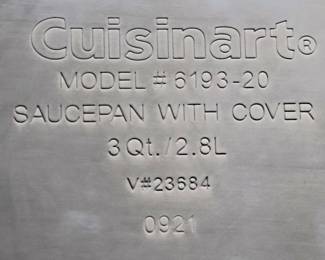 Cuisinart®
MODEL # 6193-20
SAUCEPAN WITH COVER
3 Qt./2.8L
V#23684
0921